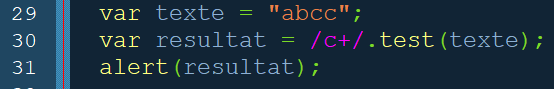 29 var texte = "abcc";
30 var resultat = /c+/.test(texte);
31 alert(resultat);